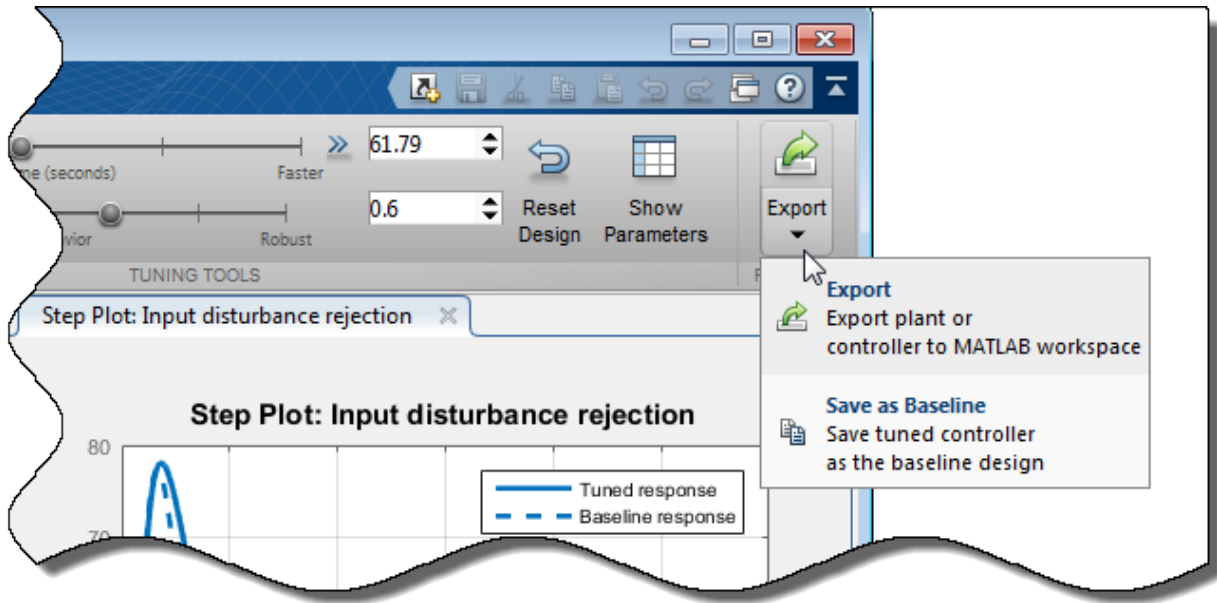 61.79
(seconds)
Faster
0.6
Robust
Reset
Design
Show
Parameters
Export
TUNING TOOLS
Export
Export plant or
controller to MATLAB workspace
Save as Baseline
Save tuned controller
as the baseline design
Step Plot: Input disturbance rejection
Step Plot: Input disturbance rejection
80
70
Tuned response
Baseline response